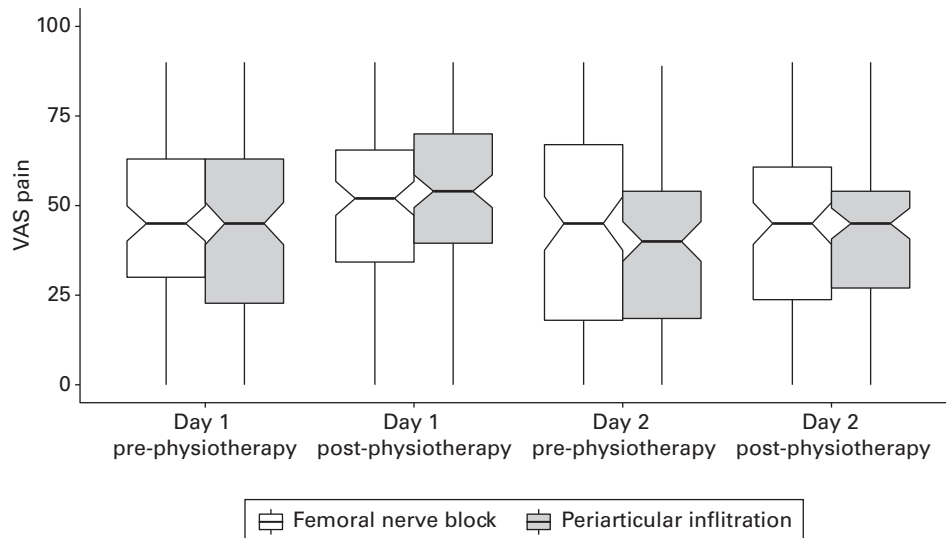 100
75
50
25
0
VAS pain
Day 1
pre-physiotherapy
Day 1
post-physiotherapy
Day 2
pre-physiotherapy
Day 2
post-physiotherapy
Femoral nerve block
Periarticular inflitration